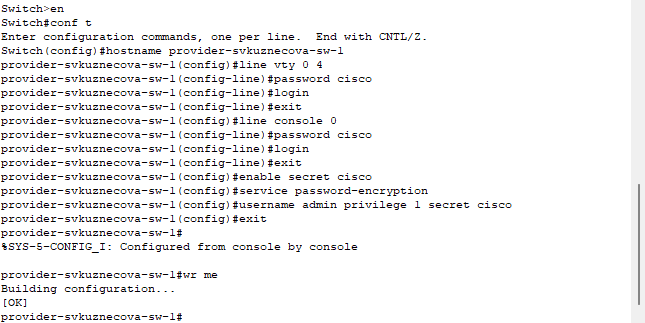 Switch>en
Switch#conf t
Enter configuration commands, one per line.  End with CNTL/Z.
Switch(config)#hostname provider-svkuznecova-sw-1
provider-svkuznecova-sw-1(config)#line vty 0 4
provider-svkuznecova-sw-1(config-line)#password cisco
provider-svkuznecova-sw-1(config-line)#login
provider-svkuznecova-sw-1(config-line)#exit
provider-svkuznecova-sw-1(config)#line console 0
provider-svkuznecova-sw-1(config-line)#password cisco
provider-svkuznecova-sw-1(config-line)#login
provider-svkuznecova-sw-1(config-line)#exit
provider-svkuznecova-sw-1(config)#enable secret cisco
provider-svkuznecova-sw-1(config)#service password-encryption
provider-svkuznecova-sw-1(config)#username admin privilege 1 secret cisco
provider-svkuznecova-sw-1(config)#exit
provider-svkuznecova-sw-1#
%SYS-5-CONFIG_I: Configured from console by console

provider-svkuznecova-sw-1#wr me
Building configuration...
[OK]
provider-svkuznecova-sw-1#